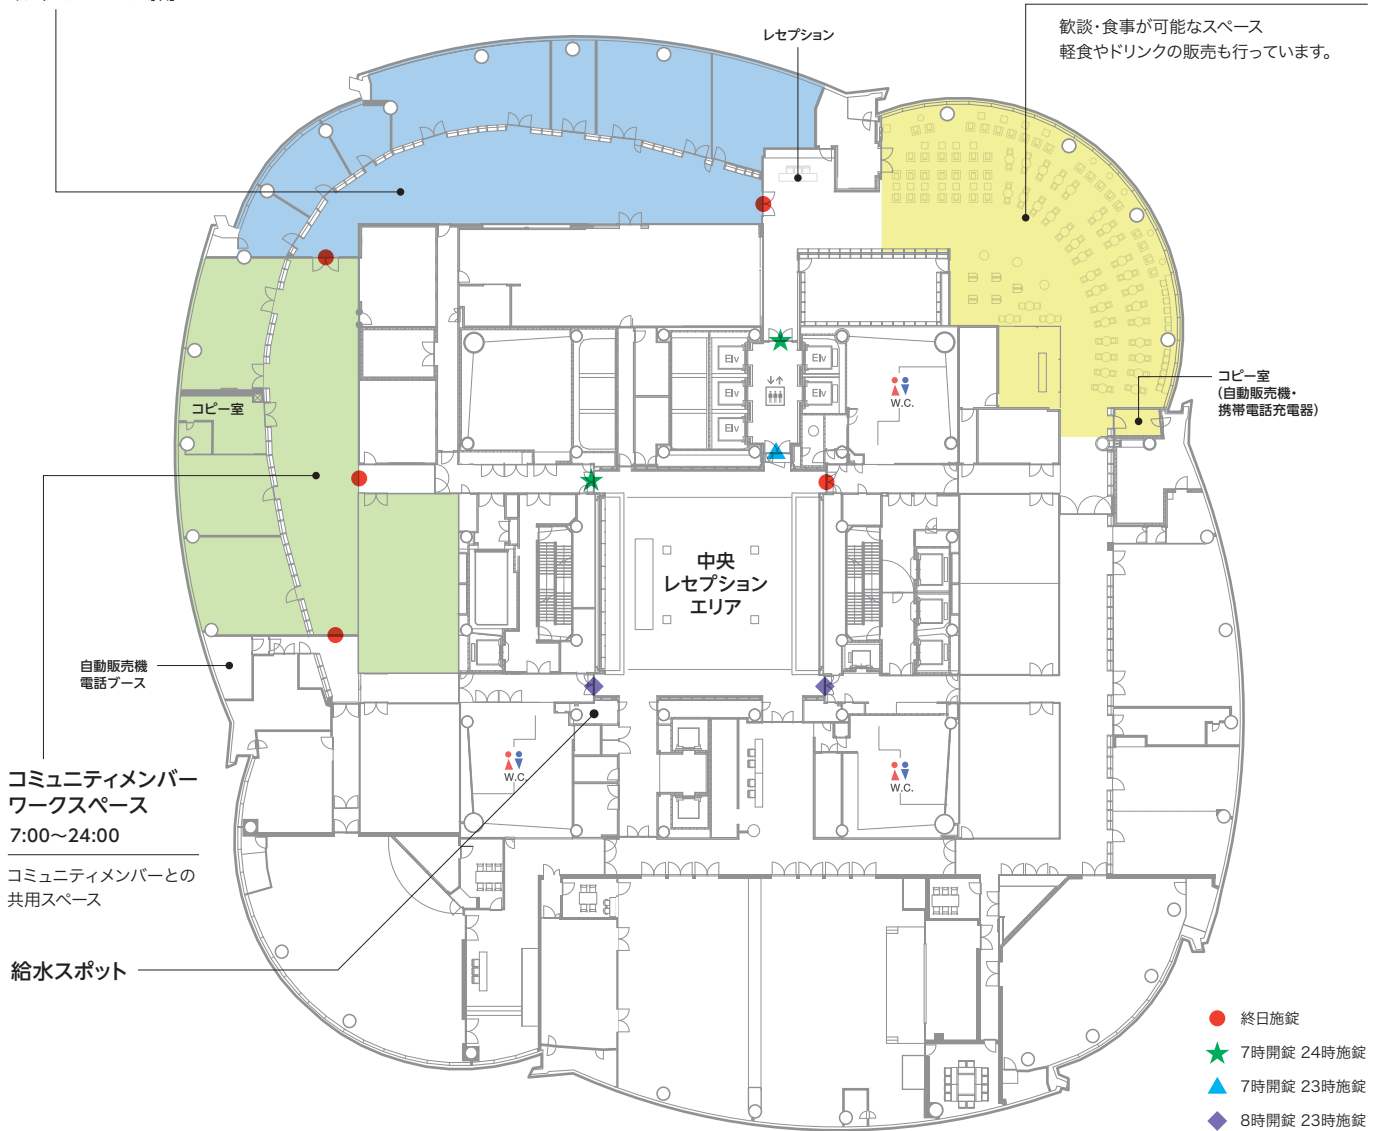 レセプション
歓談・食事が可能なスペース
軽食やドリンクの販売も行っています。
Elv
Elv
Elv
Elv
Elv
W.C.
コピー室
(自動販売機・
携帯電話充電器)
コピー室
中央
レセプション
エリア
自動販売機
電話ブース
W.C.
W.C.
コミュニティメンバー
ワークスペース
7:00〜24:00
コミュニティメンバーとの
共用スペース
給水スポット
終日施錠
7時開錠 24時施錠
7時開錠 23時施錠
8時開錠 23時施錠